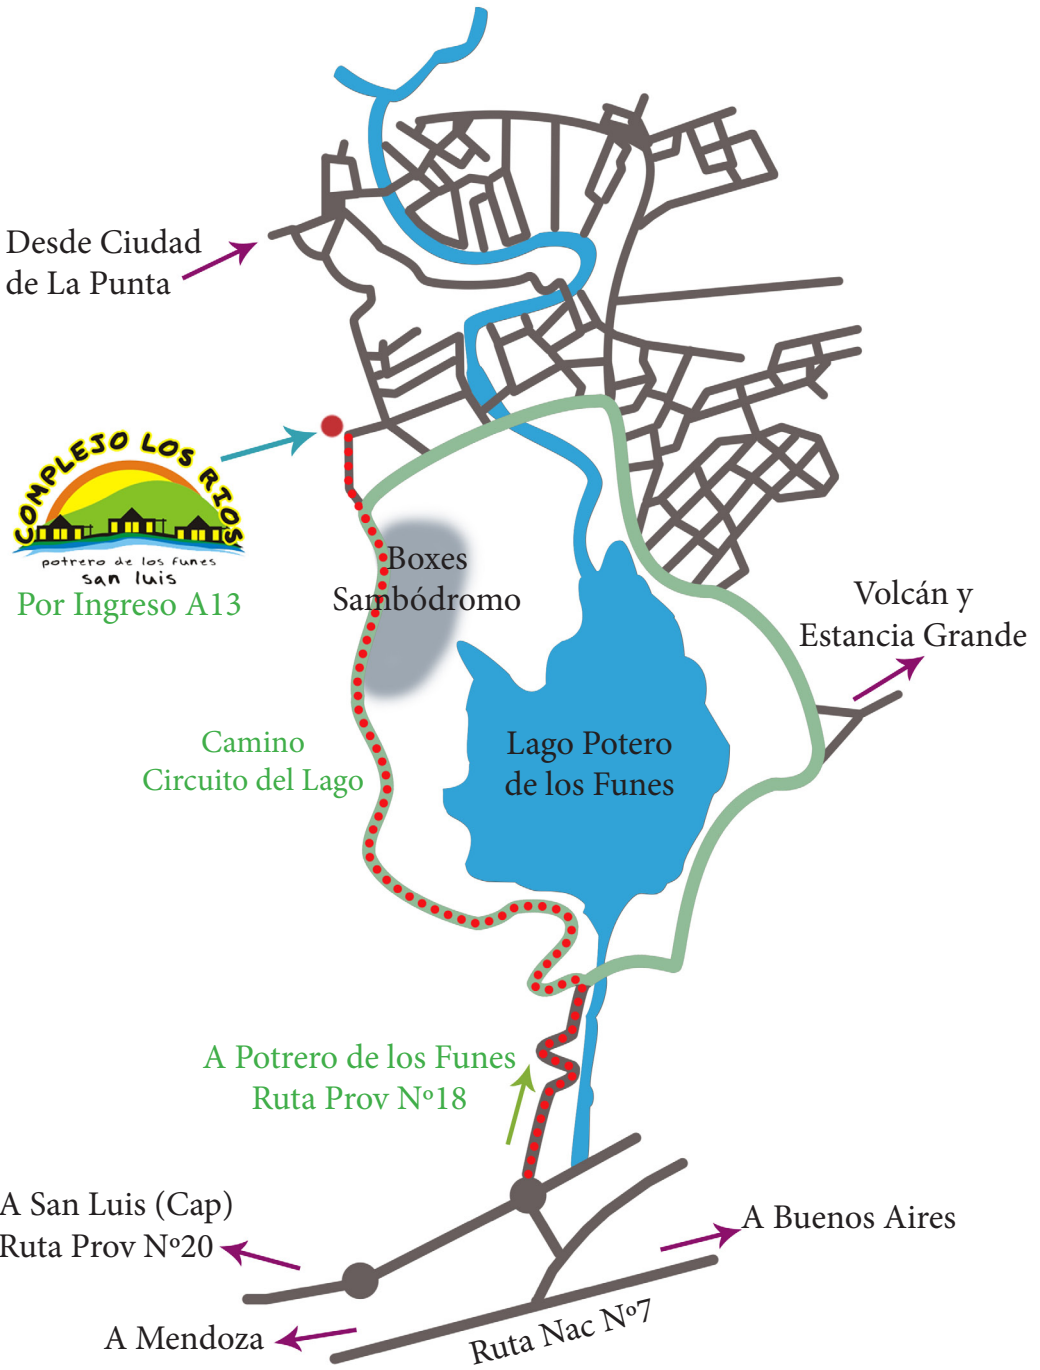 Desde Ciudad
de La Punta
COMPLEJO LOS RIOS
potrero de los funes
san luis
Por Ingreso A13
Boxes
Sambódromo
Volcán y
Estancia Grande
Camino
Circuito del Lago
Lago Potero
de los Funes
A Potrero de los Funes
Ruta Prov Nº18
A San Luis (Cap)
Ruta Prov Nº20
A Buenos Aires
A Mendoza
Ruta Nac Nº7